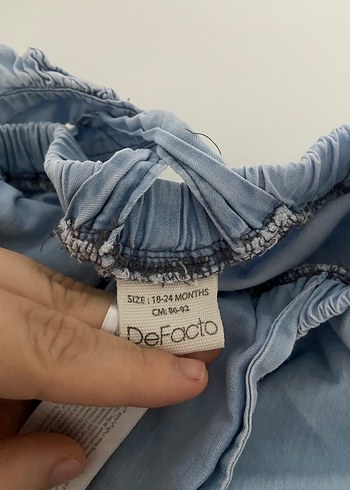 SIZE : 18-24 MONTHS
CM: 86-92
DeFacto